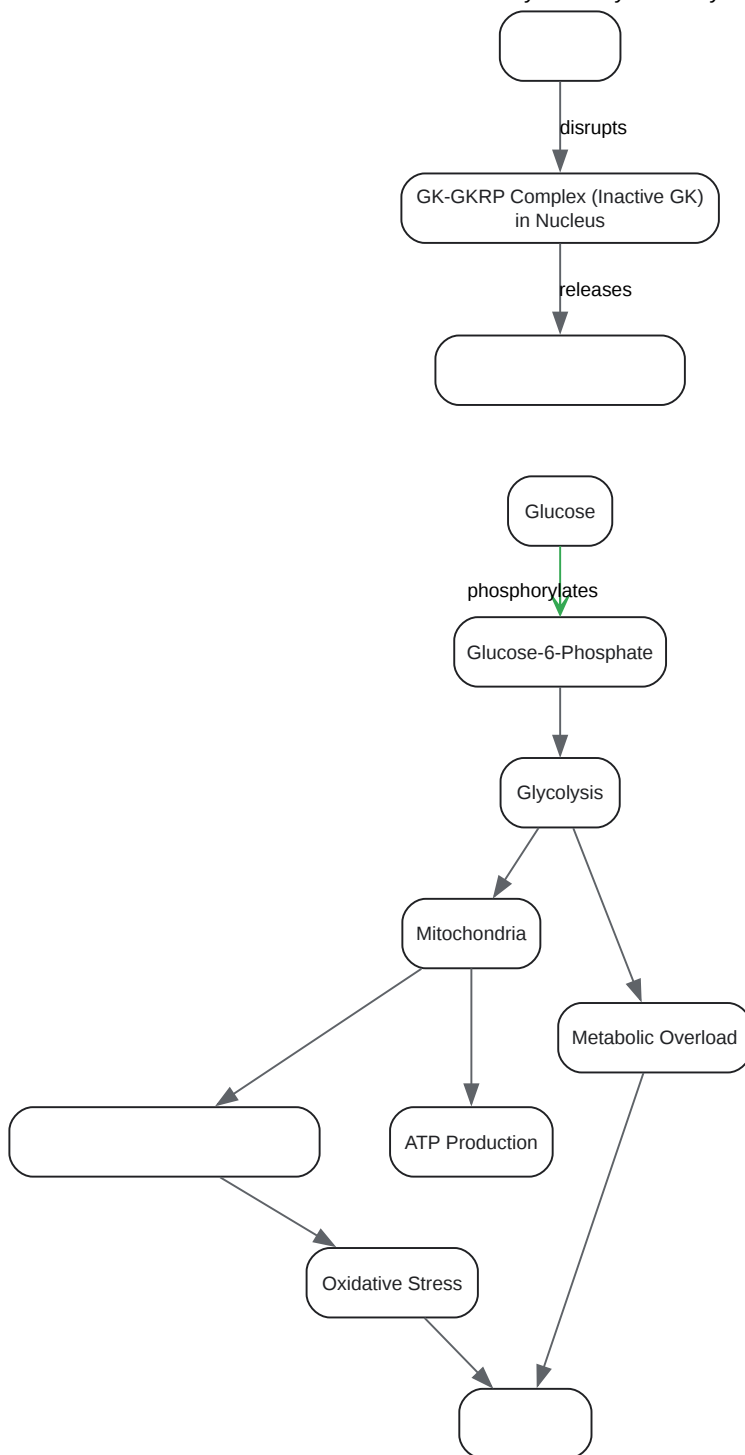 disrupts
GK-GKRP Complex (Inactive GK)
in Nucleus
releases
Glucose
phosphorylates
Glucose-6-Phosphate
Glycolysis
Mitochondria
Metabolic Overload
ATP Production
Oxidative Stress